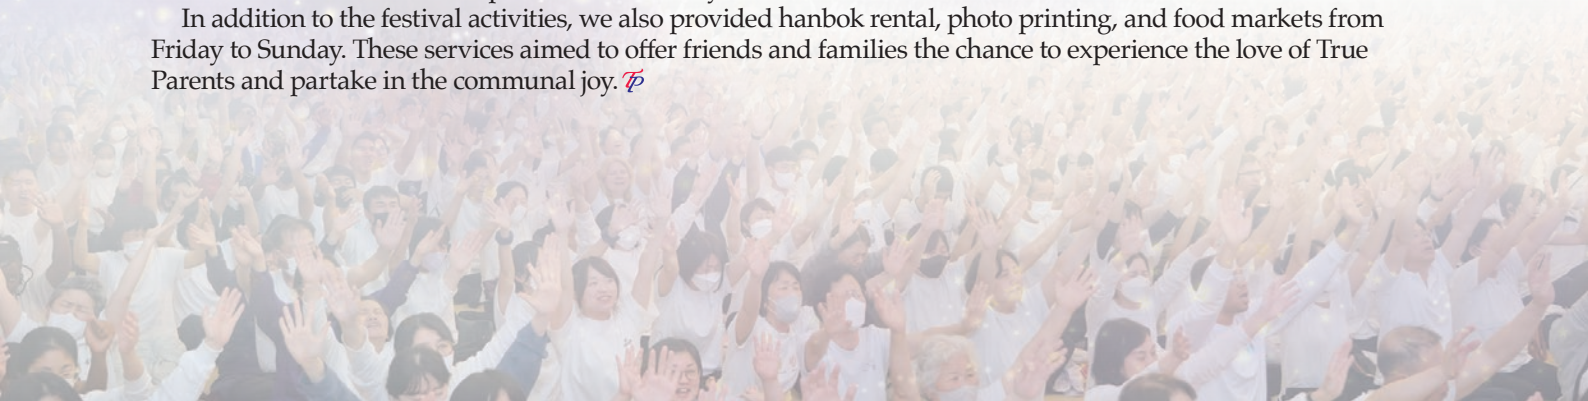 In addition to the festival activities, we also provided hanbok rental, photo printing, and food markets from
Friday to Sunday. These services aimed to offer friends and families the chance to experience the love of True
Parents and partake in the communal joy. TP